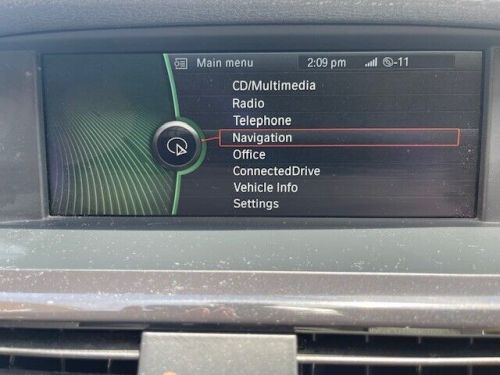 Main menu 2:09 pm -11
CD/Multimedia
Radio
Telephone
Navigation
Office
ConnectedDrive
Vehicle Info
Settings